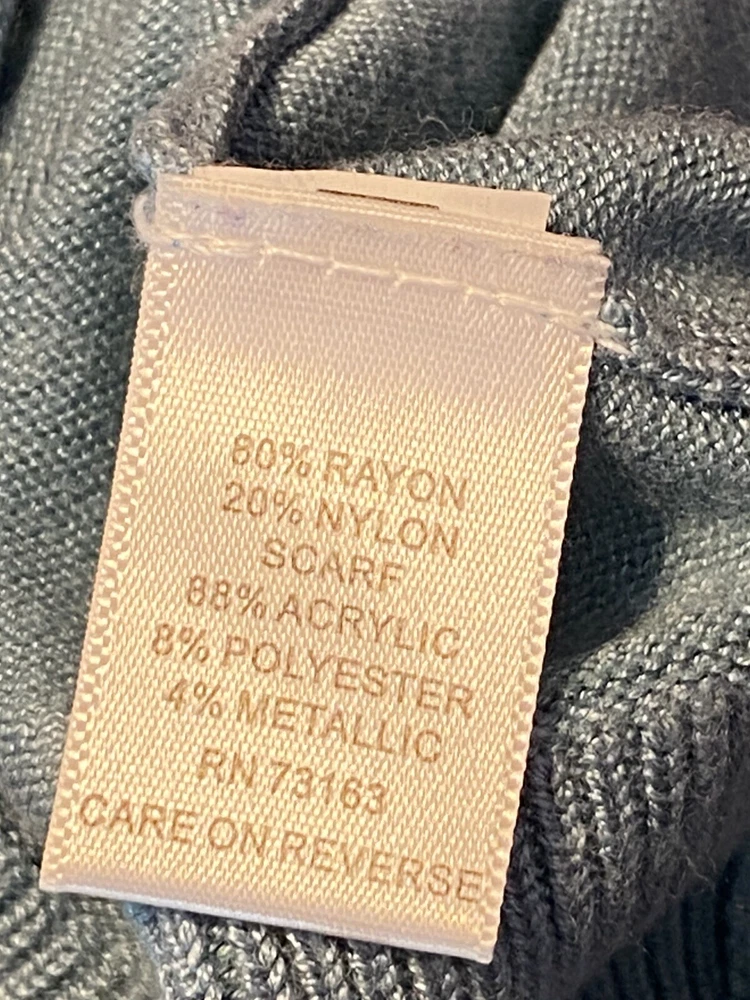 80% RAYON
20% NYLON
SCARF
88% ACRYLIC
8% POLYESTER
4% METALLIC
RN 73163
CARE ON REVERSE